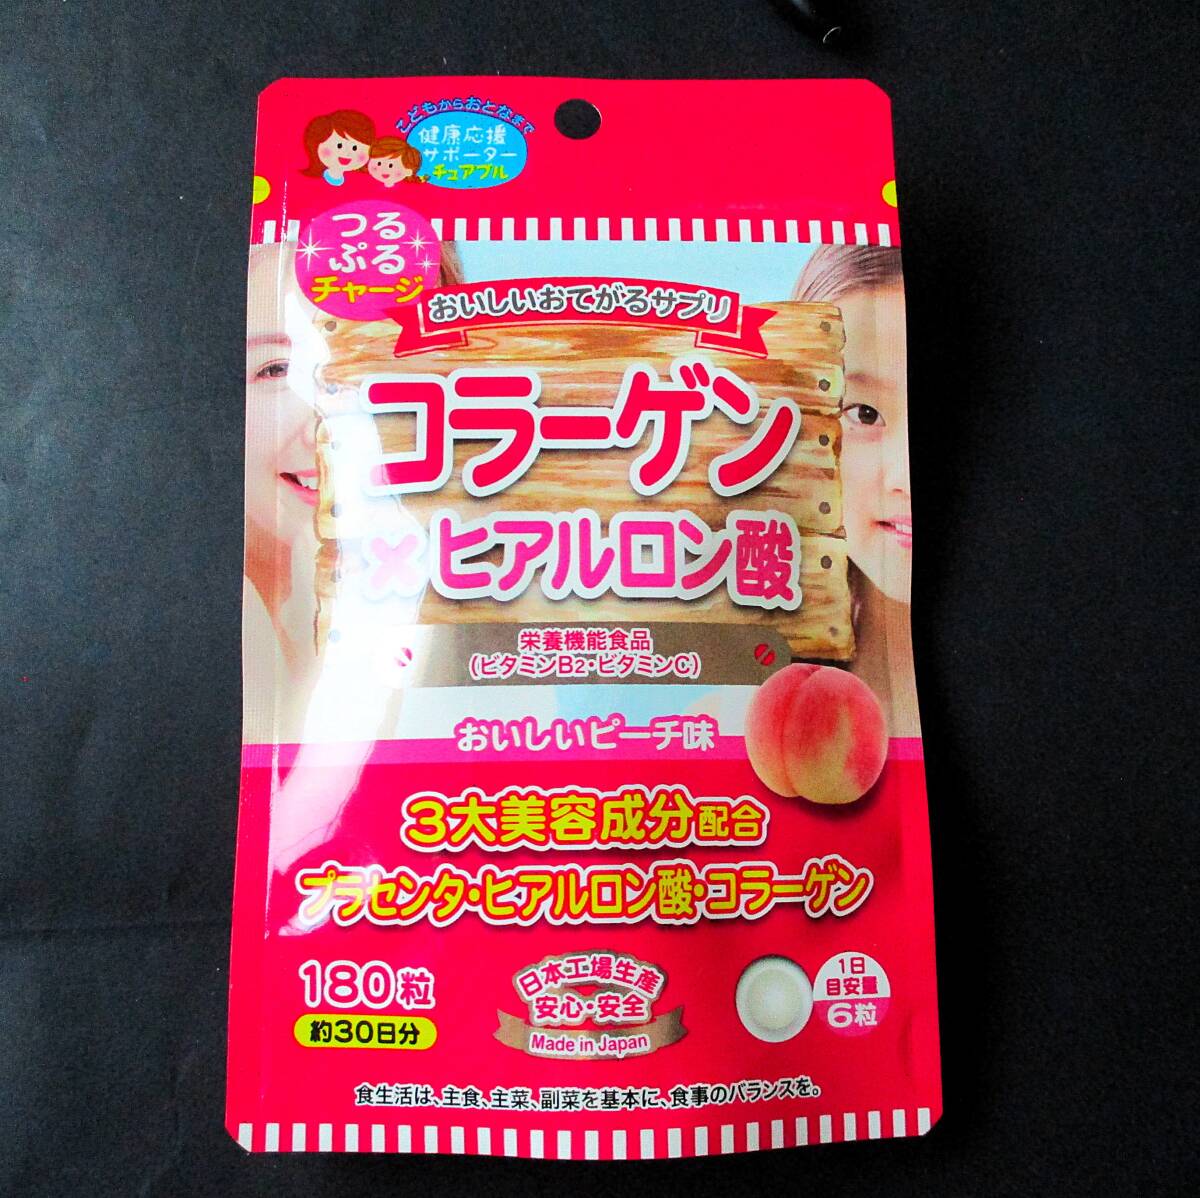 こどもからおとなまで
健康応援
サポーター
チュアブル
つる
ぷる
チャージ
おいしいおてがるサプリ
コラーゲン
×ヒアルロン酸
栄養機能食品
(ビタミンB2・ビタミンC)
おいしいピーチ味
3大美容成分配合
プラセンタ・ヒアルロン酸・コラーゲン
180粒
約30日分
日本工場生産
安心・安全
Made in Japan
1日
目安量
6粒
食生活は、主食、主菜、副菜を基本に、食事のバランスを。